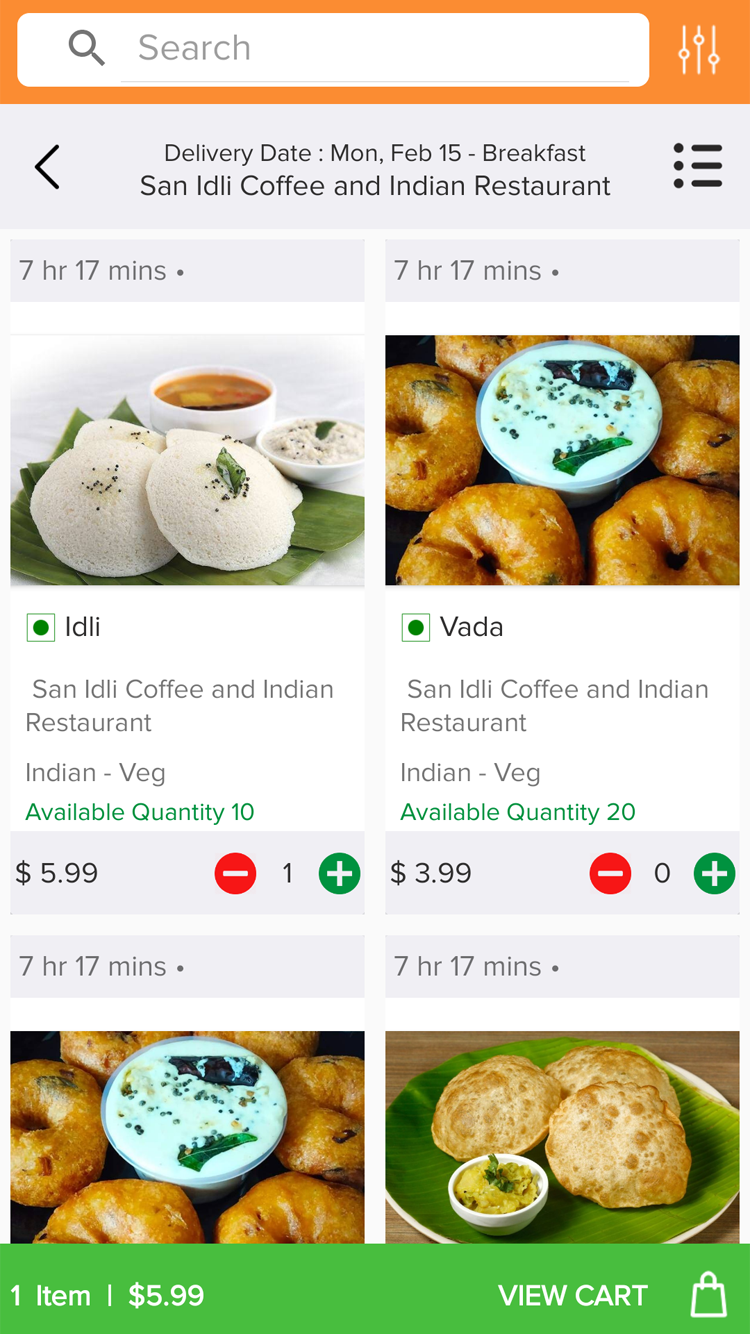 Search
Delivery Date : Mon, Feb 15 - Breakfast
San Idli Coffee and Indian Restaurant
7 hr 17 mins •
7 hr 17 mins •
Idli
San Idli Coffee and Indian
Restaurant
Indian - Veg
Available Quantity 10
$ 5.99
1
Vada
San Idli Coffee and Indian
Restaurant
Indian - Veg
Available Quantity 20
$ 3.99
0
7 hr 17 mins •
7 hr 17 mins •
1 Item | $5.99
VIEW CART